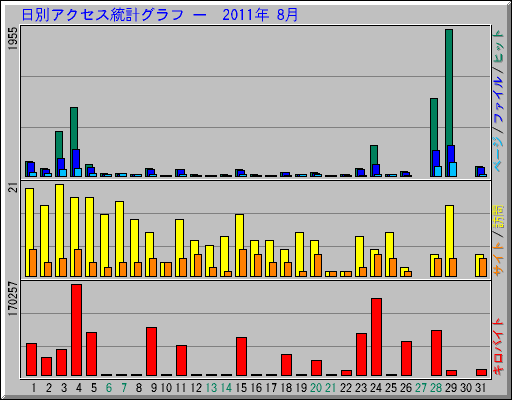 日別アクセス統計グラフ ー 2011年 8月
1955
ページ / ファイル / ヒット
21
サイト / 訪問
170257
キロバイト
1 2 3 4 5 6 7 8 9 10 11 12 13 14 15 16 17 18 19 20 21 22 23 24 25 26 27 28 29 30 31